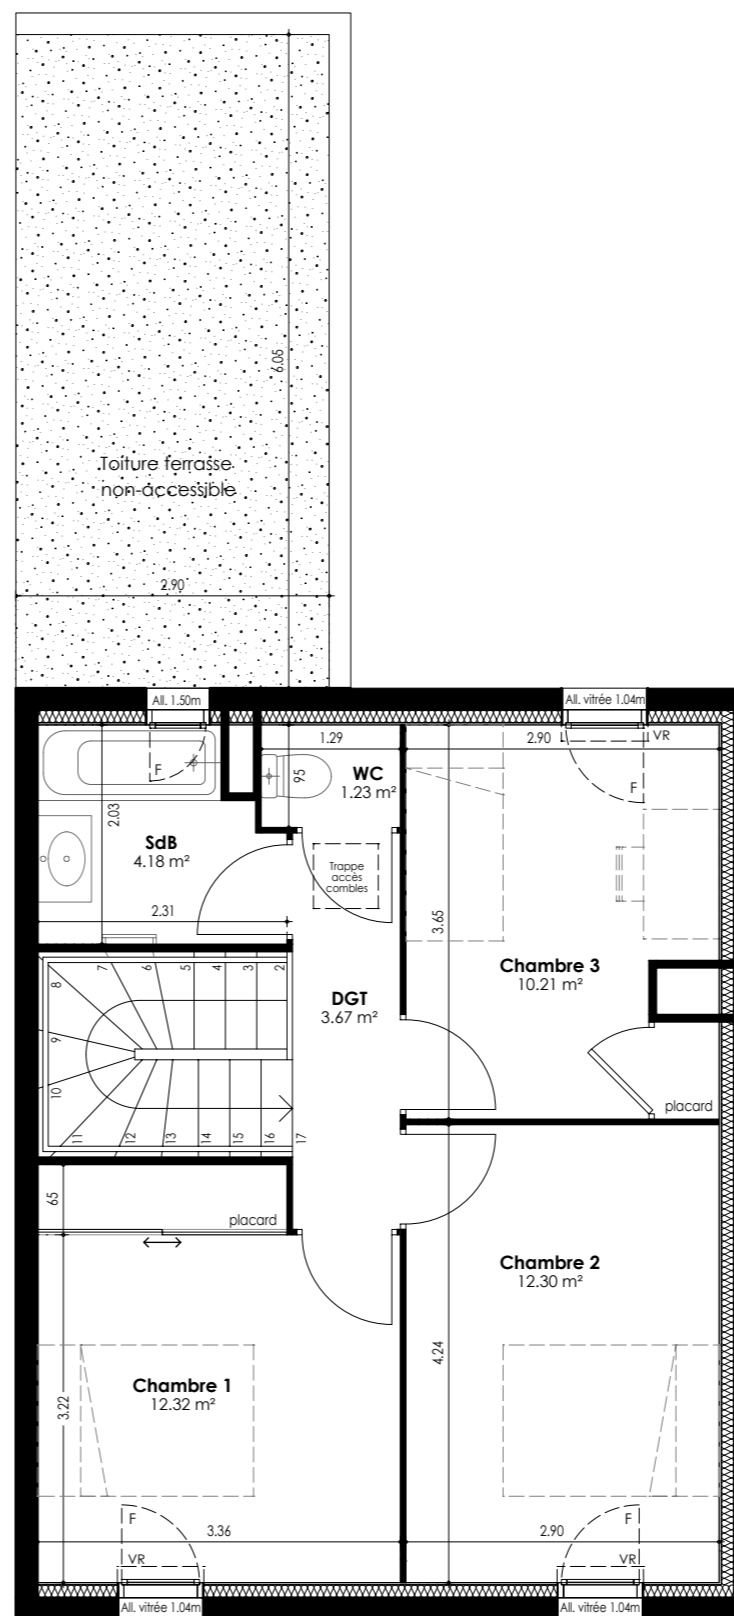 6.05
Toiture terrasse
non-accessible
2.90
All. 1.50m
All. vitrée 1.04m
F
1.29
2.90
VR
95
WC
1.23 m²
F
2.03
SdB
4.18 m²
Trappe
accès
combles
2.31
3.65
Chambre 3
10.21 m²
DGT
3.67 m²
8
7
6
5
4
3
2
9
10
11
12
13
14
15
16
17
placard
65
placard
Chambre 2
12.30 m²
4.24
Chambre 1
12.32 m²
3.22
F
3.36
2.90
F
VR
VR
All. vitrée 1.04m
All. vitrée 1.04m